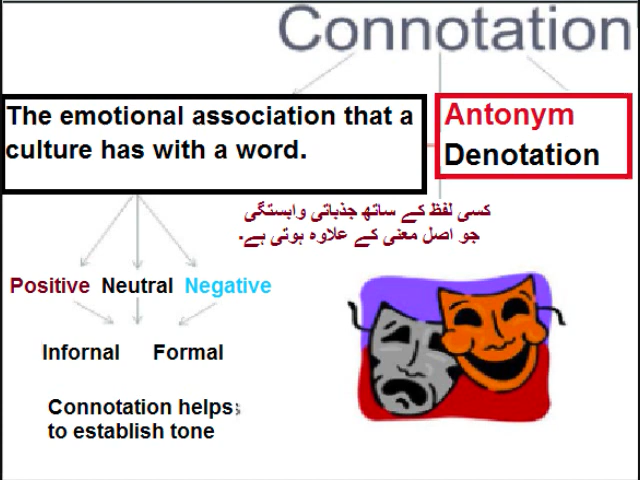 Connotation
The emotional association that a
culture has with a word.
Antonym
Denotation
کسی لفظ کے ساتھ جذباتی وابستگی
جو اصل معنی کے علاوہ ہوتی ہے۔
Positive Neutral Negative
Infornal Formal
Connotation helps
to establish tone